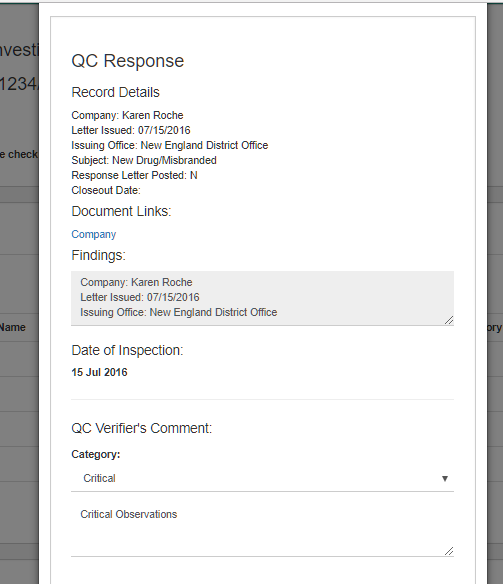 QC Response
Record Details
Company: Karen Roche
Letter Issued: 07/15/2016
Issuing Office: New England District Office
Subject: New Drug/Misbranded
Response Letter Posted: N
Closeout Date:
Document Links:
Company
Findings:
Company: Karen Roche
Letter Issued: 07/15/2016
Issuing Office: New England District Office
Date of Inspection:
15 Jul 2016
QC Verifier's Comment:
Category:
Critical
Critical Observations
nvesti
1234/
e check
Name
ory